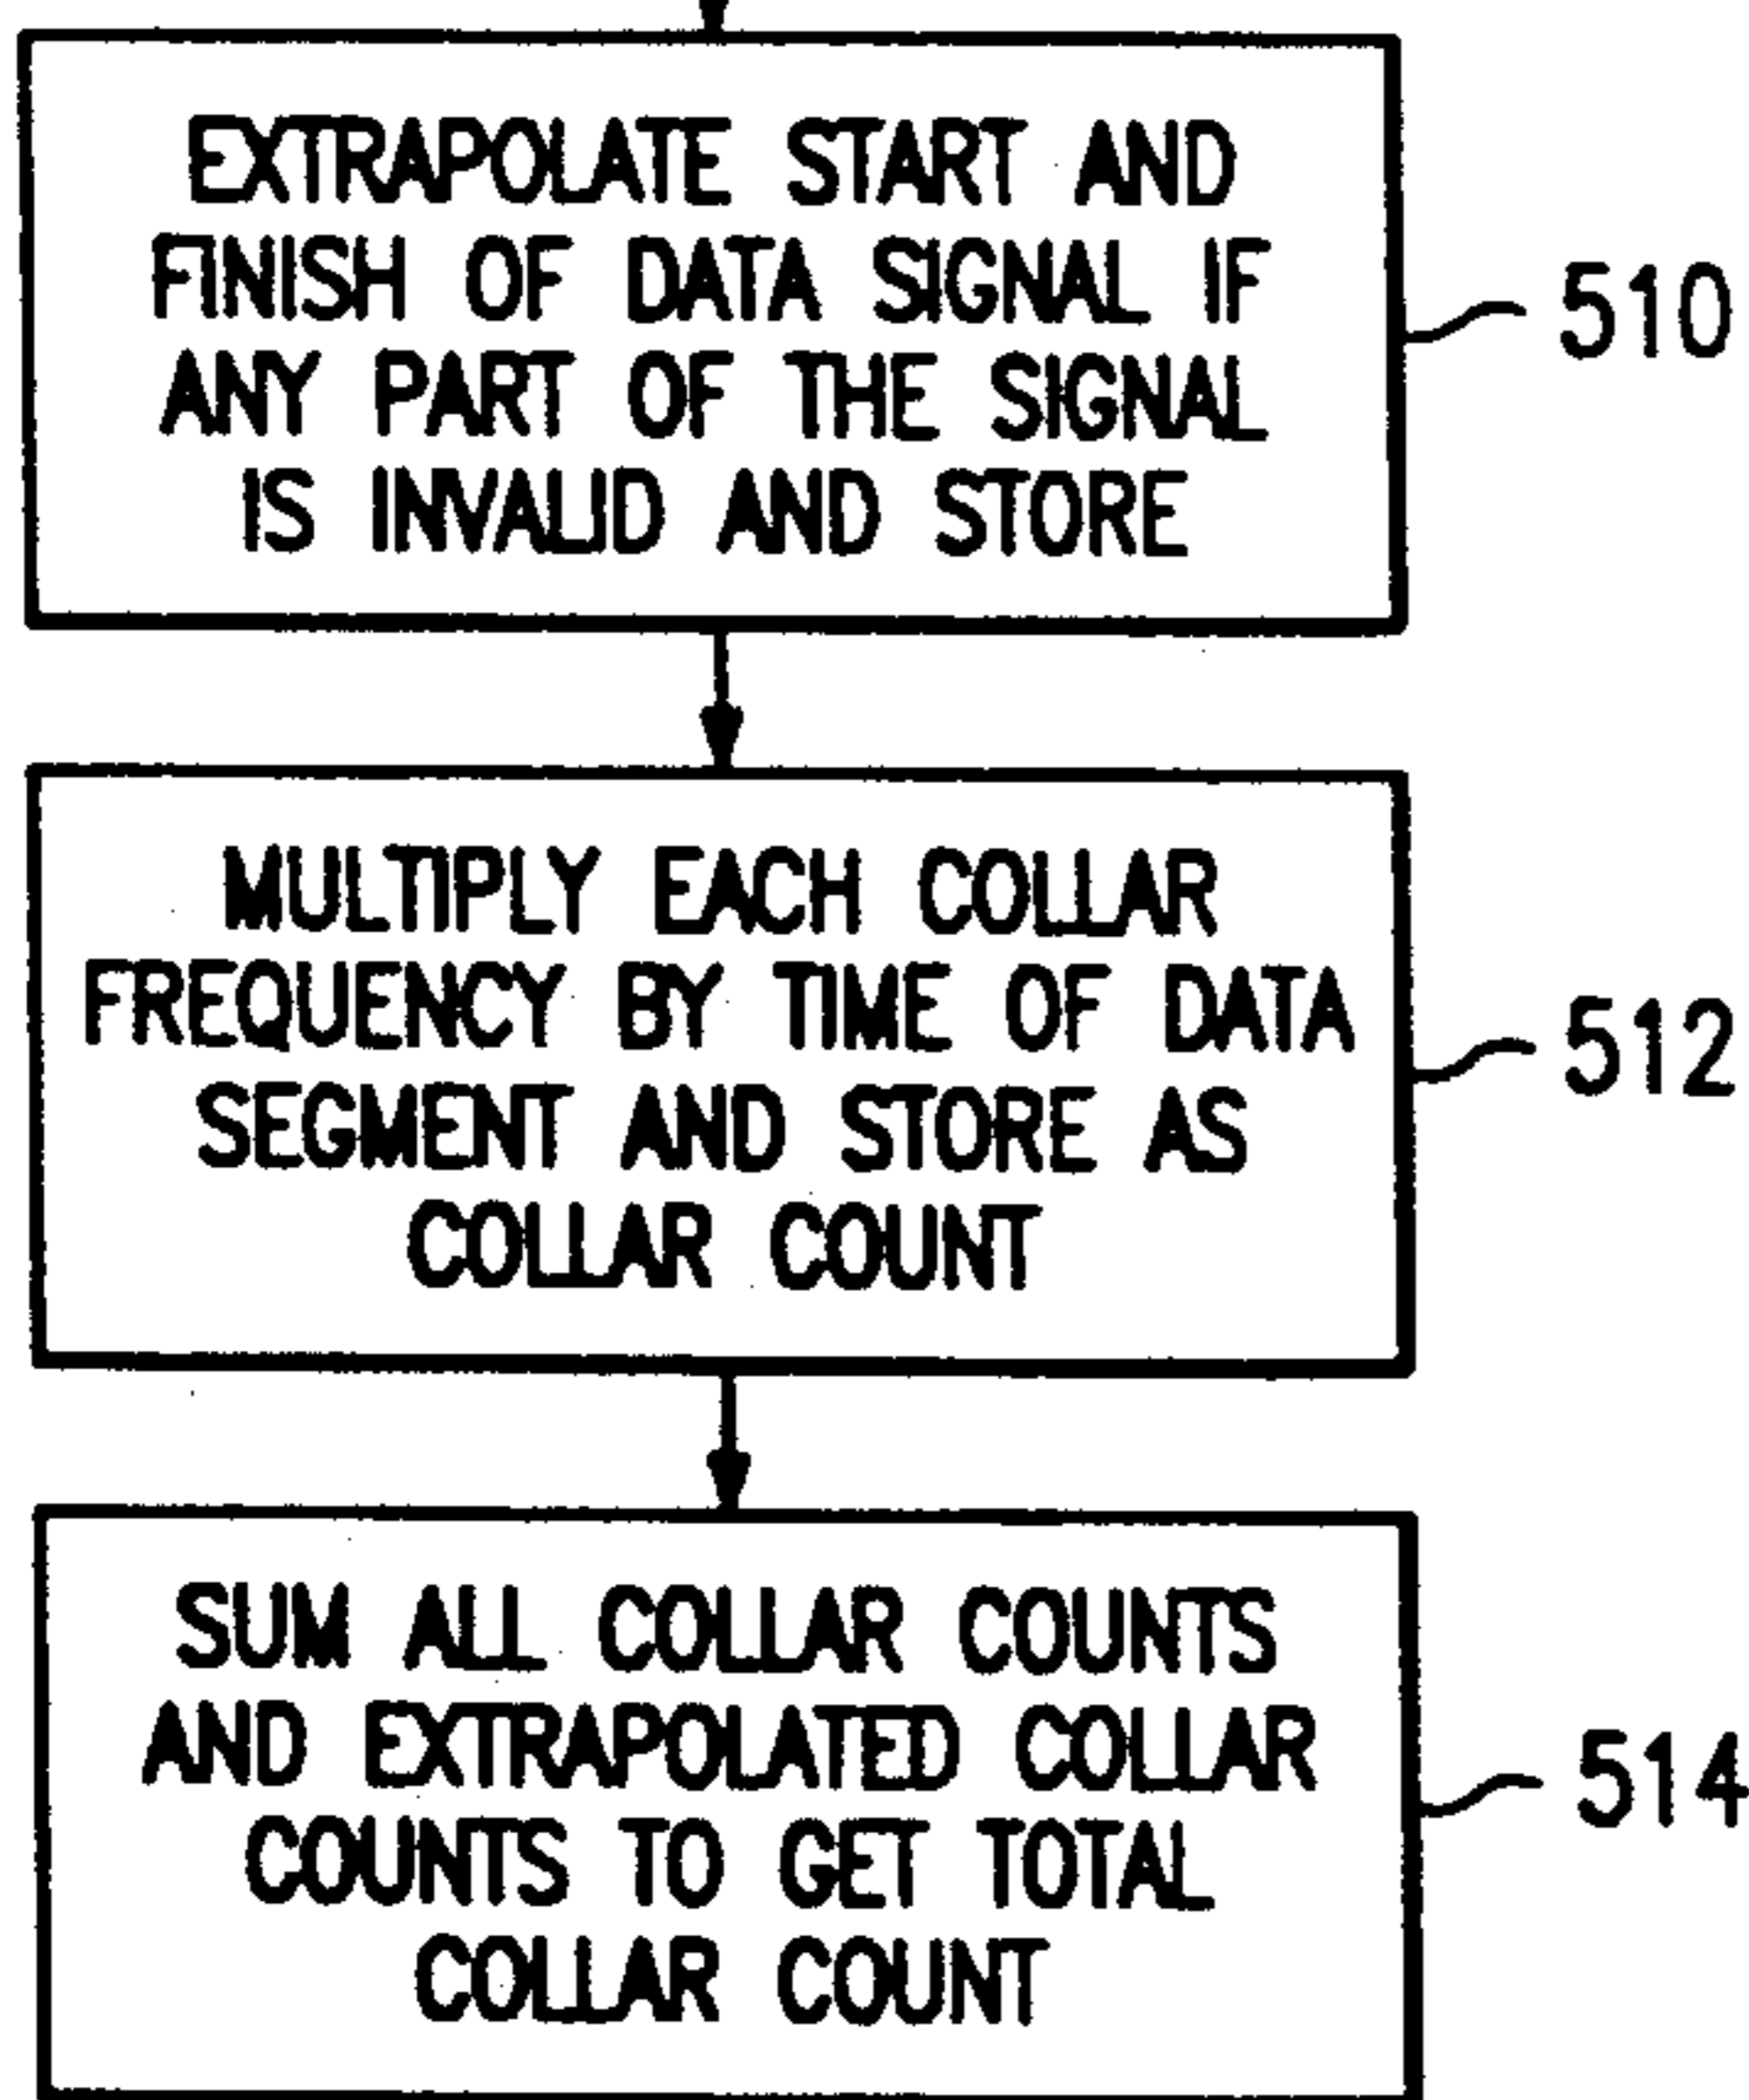 EXTRAPOLATE START AND
FINISH OF DATA SIGNAL IF
ANY PART OF THE SIGNAL
IS INVALID AND STORE
510
MULTIPLY EACH COLLAR
FREQUENCY BY TIME OF DATA
SEGMENT AND STORE AS
COLLAR COUNT
512
SUM ALL COLLAR COUNTS
AND EXTRAPOLATED COLLAR
COUNTS TO GET TOTAL
COLLAR COUNT
514